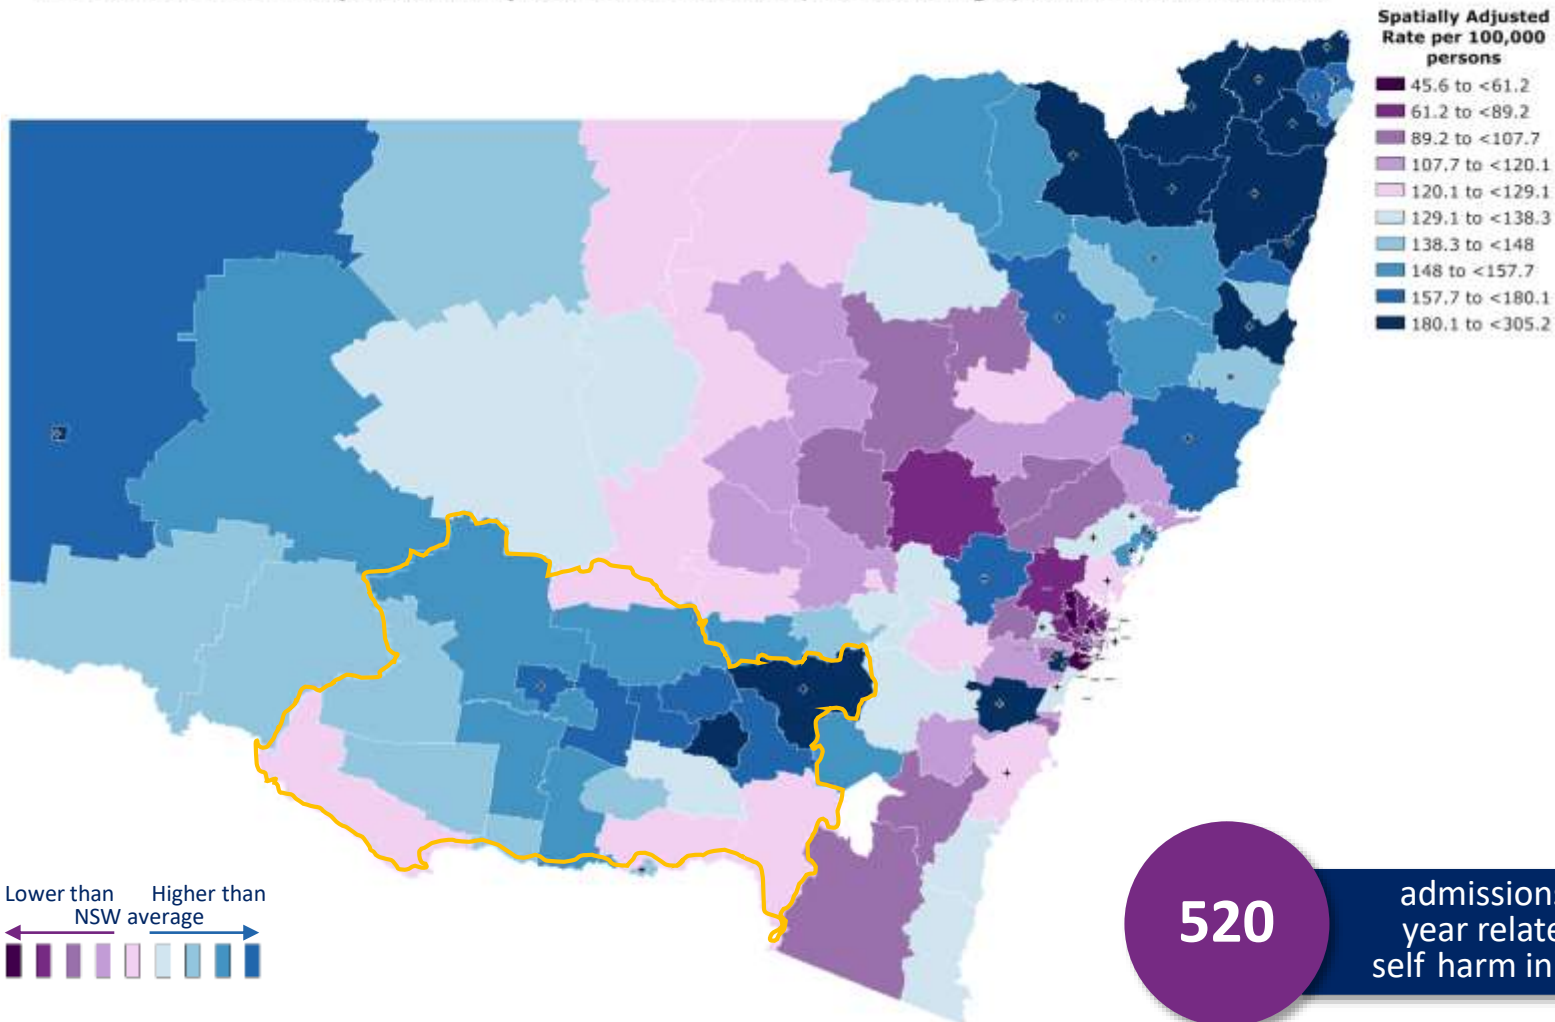 Spatially Adjusted
Rate per 100,000
persons
45.6 to <61.2
61.2 to <89.2
89.2 to <107.7
107.7 to <120.1
120.1 to <129.1
129.1 to <138.3
138.3 to <148
148 to <157.7
157.7 to <180.1
180.1 to <305.2
Lower than Higher than
NSW average
520
admissions
year relate
self harm in